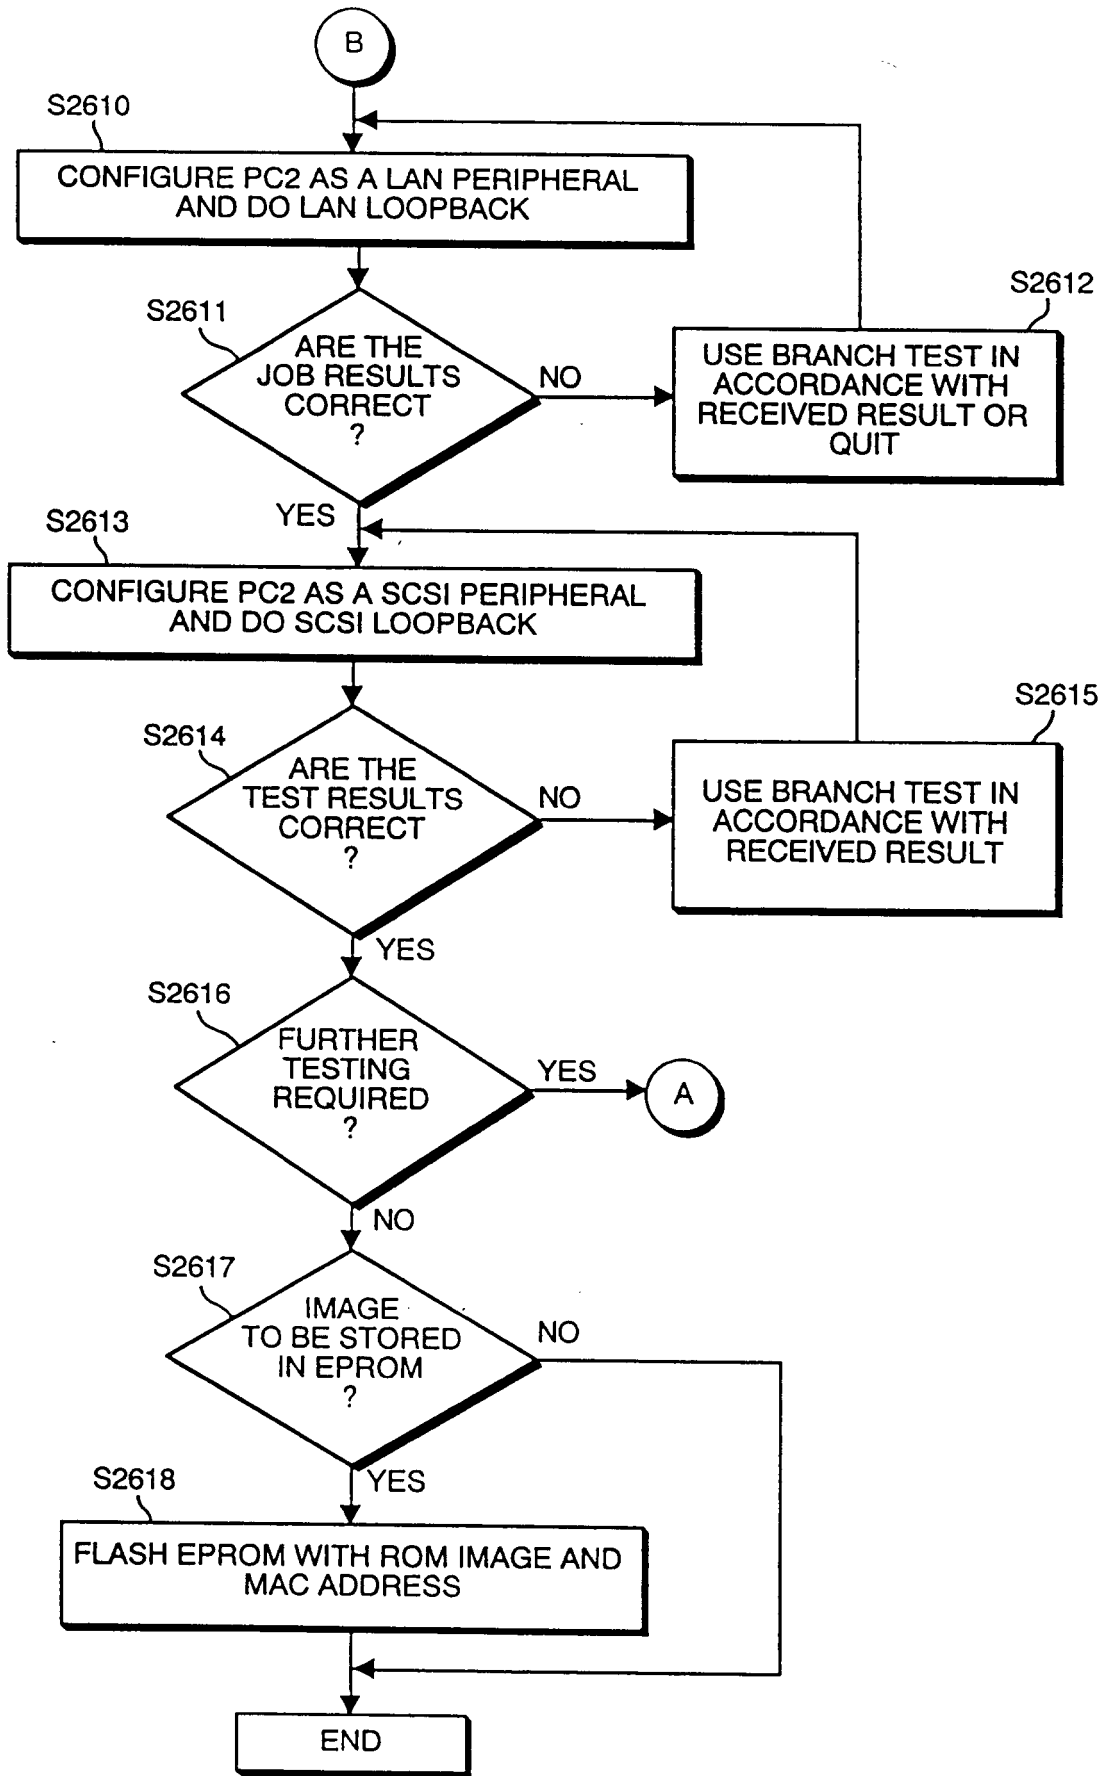 B
S2610
CONFIGURE PC2 AS A LAN PERIPHERAL
AND DO LAN LOOPBACK
S2611
ARE THE
JOB RESULTS
CORRECT
?
NO
S2612
USE BRANCH TEST IN
ACCORDANCE WITH
RECEIVED RESULT OR
QUIT
YES
S2613
CONFIGURE PC2 AS A SCSI PERIPHERAL
AND DO SCSI LOOPBACK
S2614
ARE THE
TEST RESULTS
CORRECT
?
NO
S2615
USE BRANCH TEST IN
ACCORDANCE WITH
RECEIVED RESULT
YES
S2616
FURTHER
TESTING
REQUIRED
?
YES
A
NO
S2617
IMAGE
TO BE STORED
IN EPROM
?
NO
YES
S2618
FLASH EPROM WITH ROM IMAGE AND
MAC ADDRESS
END